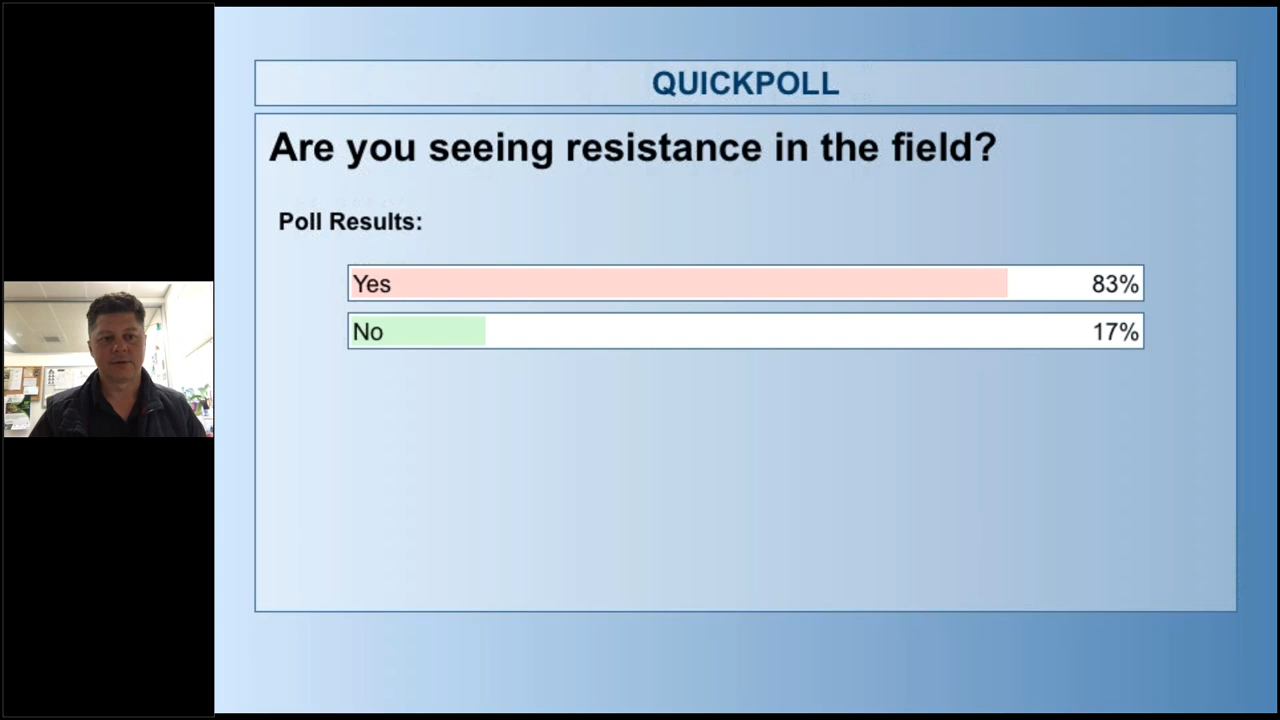 QUICKPOLL
Are you seeing resistance in the field?
Poll Results:
Yes 83%
No 17%